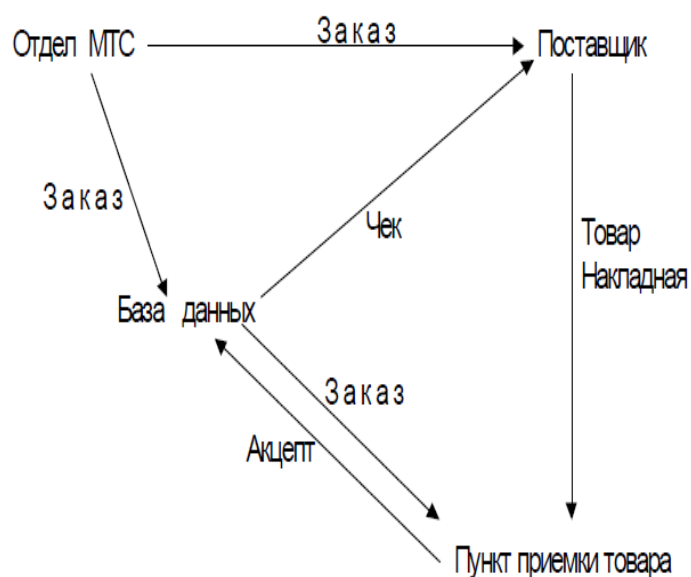 Отдел МТС
Заказ
Поставщик
Заказ
Чек
Товар
Накладная
База данных
Заказ
Акцепт
Пункт приемки товара